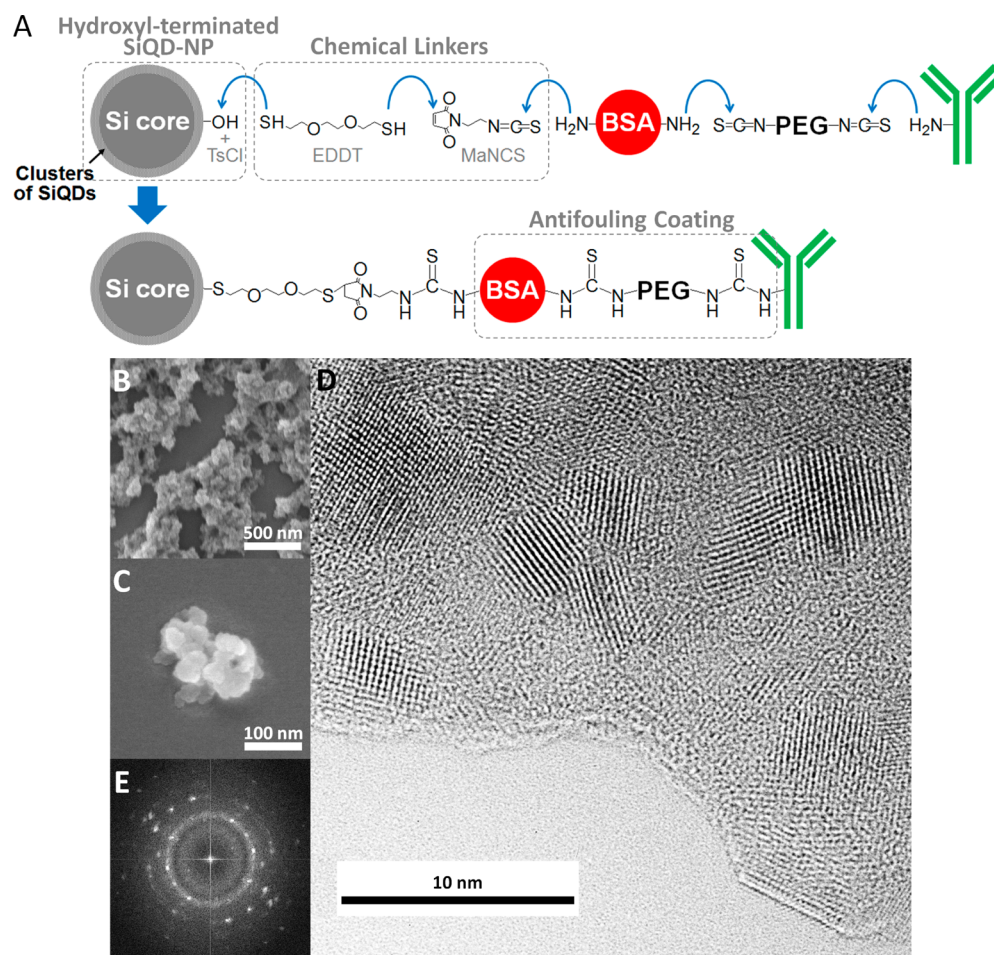 A
Hydroxyl-terminated
SiQD-NP
Chemical Linkers
Si core
OH
+
TsCl
SH
O
O
SH
EDDT
O
N
O
N=C=S
MaNCS
H₂N
BSA
NH₂
S=C=N
PEG
N=C=S
H₂N
Clusters
of SiQDs
Antifouling Coating
Si core
S
O
O
S
O
N
O
N
H
S
N
H
BSA
N
H
S
N
H
PEG
N
H
S
N
H
B
500 nm
C
100 nm
D
10 nm
E